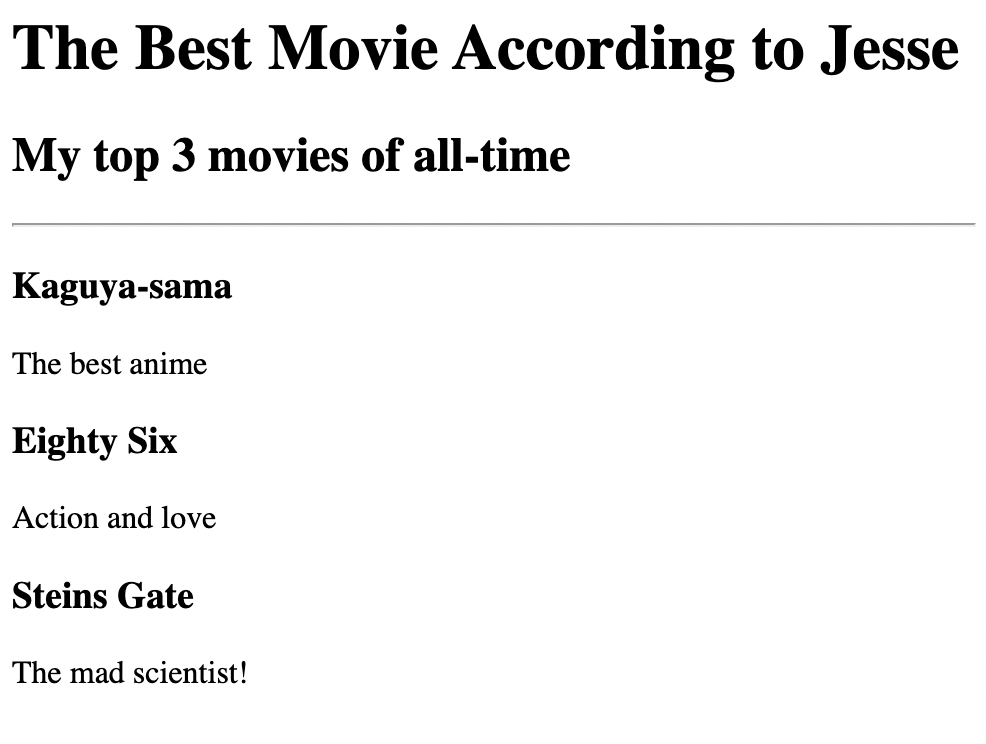 The Best Movie According to Jesse
My top 3 movies of all-time
Kaguya-sama
The best anime
Eighty Six
Action and love
Steins Gate
The mad scientist!